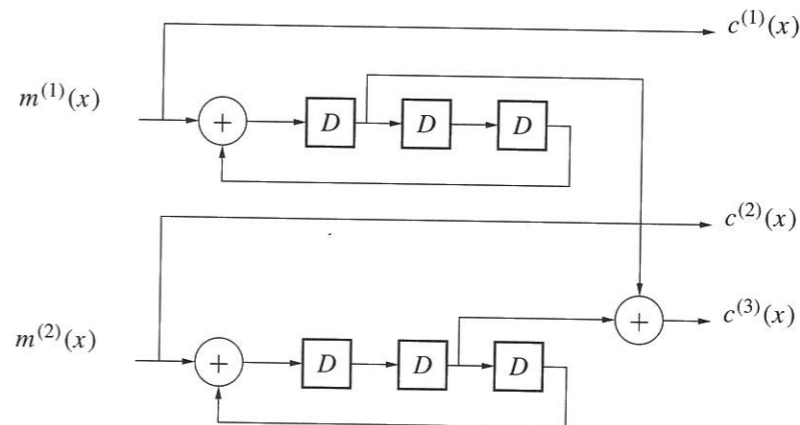 c^{(1)}(x)
m^{(1)}(x)
+
D
D
D
c^{(2)}(x)
c^{(3)}(x)
+
m^{(2)}(x)
+
D
D
D